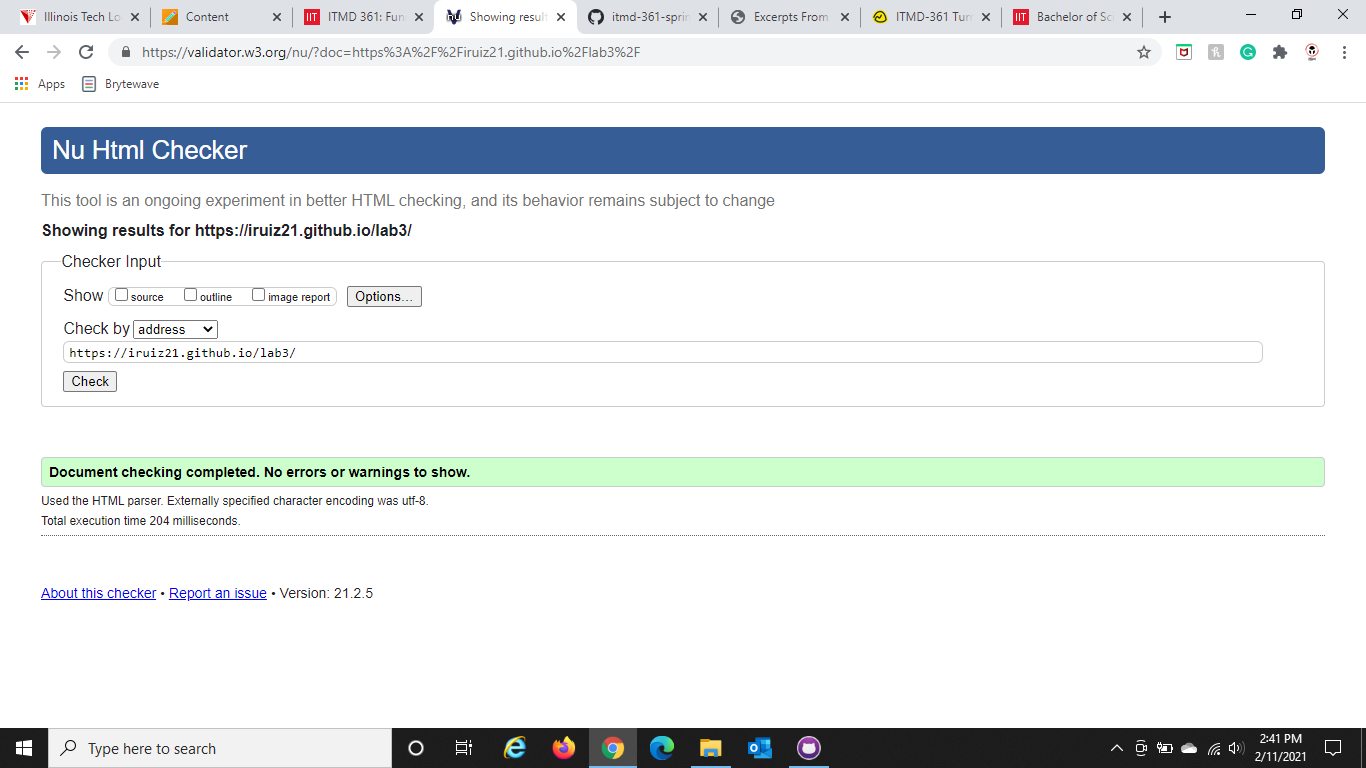 Illinois Tech Lo
Content
IIT ITMD 361: Fun
nu Showing result
itmd-361-sprin
Excerpts From
ITMD-361 Tum
IIT Bachelor of Sc
https://validator.w3.org/nu/?doc=https%3A%2F%2Firuiz21.github.io%2Flab3%2F
Apps
Brytewave
Nu Html Checker
This tool is an ongoing experiment in better HTML checking, and its behavior remains subject to change
Showing results for https://iruiz21.github.io/lab3/
Checker Input
Show source outline image report Options...
Check by address
https://iruiz21.github.io/lab3/
Check
Document checking completed. No errors or warnings to show.
Used the HTML parser. Externally specified character encoding was utf-8.
Total execution time 204 milliseconds.
About this checker • Report an issue • Version: 21.2.5
Type here to search
2:41 PM
2/11/2021